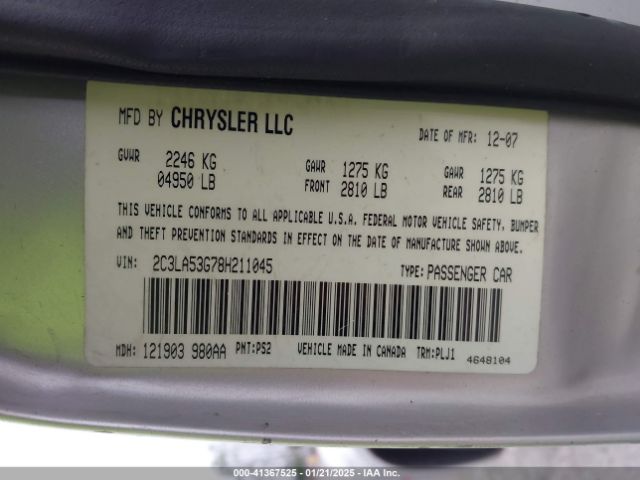 MFD BY CHRYSLER LLC
DATE OF MFR: 12-07
GVWR 2246 KG
04950 LB
GAWR FRONT 1275 KG
2810 LB
GAWR REAR 1275 KG
2810 LB
THIS VEHICLE CONFORMS TO ALL APPLICABLE U.S.A. FEDERAL MOTOR VEHICLE SAFETY, BUMPER
AND THEFT PREVENTION STANDARDS IN EFFECT ON THE DATE OF MANUFACTURE SHOWN ABOVE.
VIN: 2C3LA53G78H211045 TYPE: PASSENGER CAR
MDH: 121903 980AA PNT:PS2 VEHICLE MADE IN CANADA TRM:PLJ1 4648104
000-41367525 - 01/21/2025 - IAA Inc.